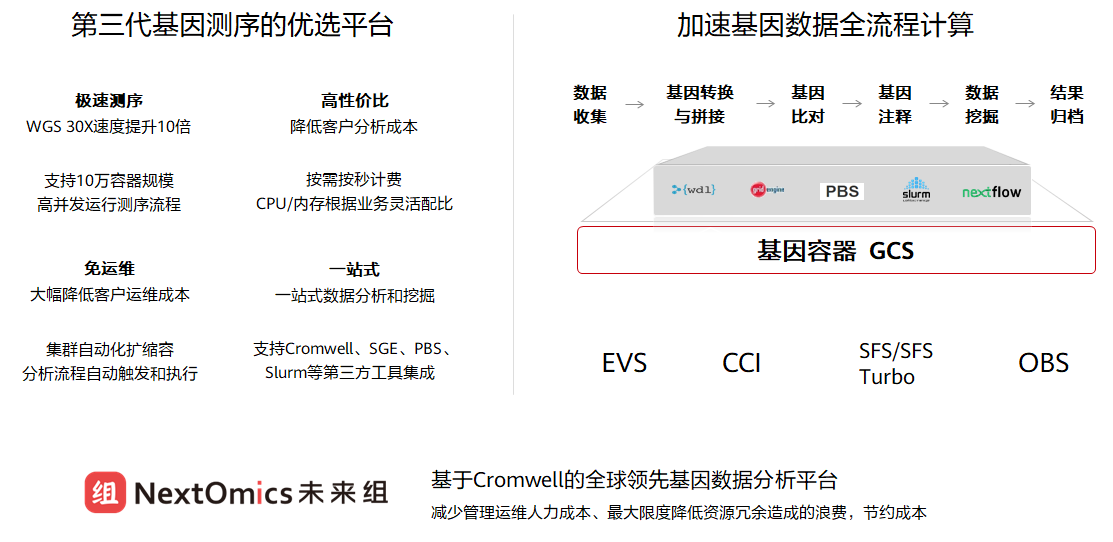 第三代基因测序的优选平台
极速测序
WGS 30X速度提升10倍
高性价比
降低客户分析成本
支持10万容器规模
高并发运行测序流程
按需按秒计费
CPU/内存根据业务灵活配比
免运维
大幅降低客户运维成本
一站式
一站式数据分析和挖掘
集群自动化扩缩容
分析流程自动触发和执行
支持Cromwell、SGE、PBS、
Slurm等第三方工具集成
加速基因数据全流程计算
数据
收集
基因转换
与拼接
基因
比对
基因
注释
数据
挖掘
结果
归档
{wdl}
grid engine
PBS
slurm
nextflow
基因容器 GCS
EVS
CCI
SFS/SFS
Turbo
OBS
组 NextOmics 未来组
基于Cromwell的全球领先基因数据分析平台
减少管理运维人力成本、最大限度降低资源冗余造成的浪费，节约成本